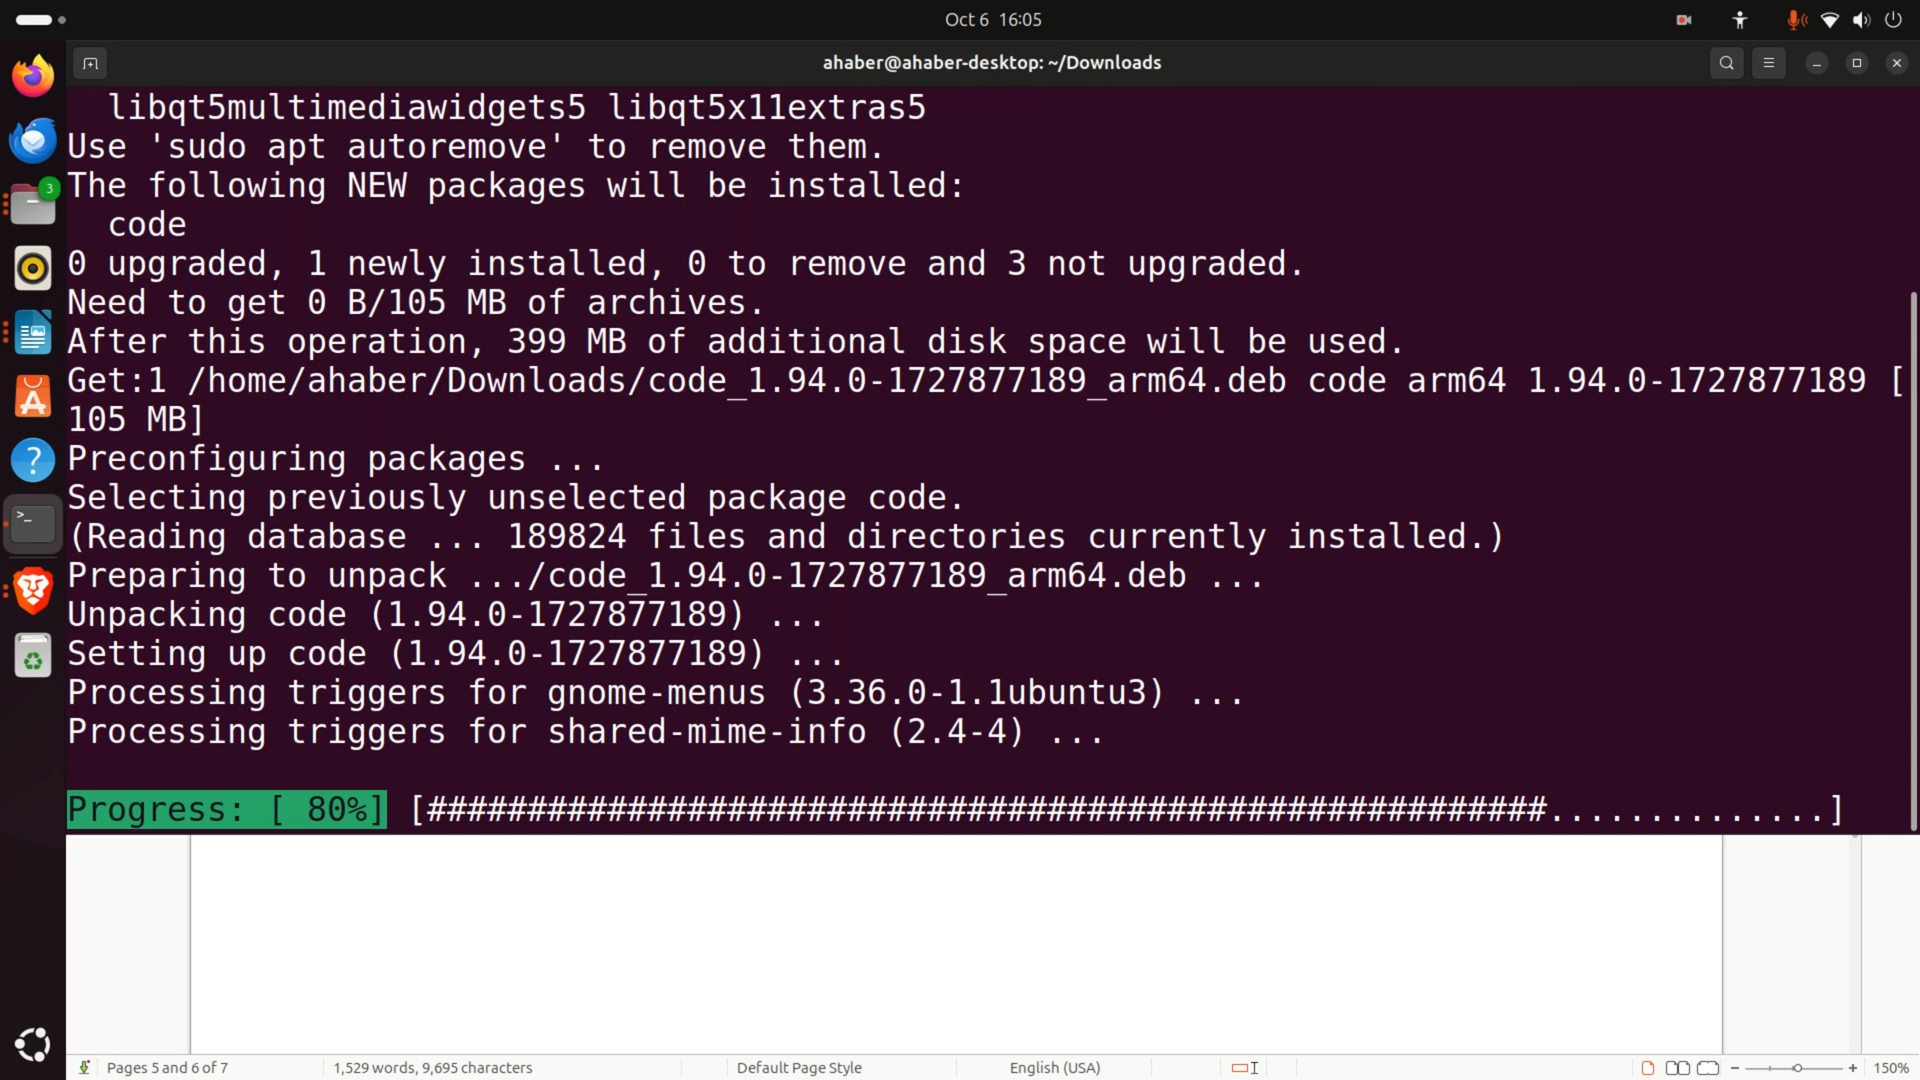 Oct 6 16:05
ahaber@ahaber-desktop: ~/Downloads
libqt5multimediawidgets5 libqt5x11extras5
Use 'sudo apt autoremove' to remove them.
The following NEW packages will be installed:
code
0 upgraded, 1 newly installed, 0 to remove and 3 not upgraded.
Need to get 0 B/105 MB of archives.
After this operation, 399 MB of additional disk space will be used.
Get:1 /home/ahaber/Downloads/code_1.94.0-1727877189_arm64.deb code arm64 1.94.0-1727877189 [
105 MB]
Preconfiguring packages ...
Selecting previously unselected package code.
(Reading database ... 189824 files and directories currently installed.)
Preparing to unpack .../code_1.94.0-1727877189_arm64.deb ...
Unpacking code (1.94.0-1727877189) ...
Setting up code (1.94.0-1727877189) ...
Processing triggers for gnome-menus (3.36.0-1.1ubuntu3) ...
Processing triggers for shared-mime-info (2.4-4) ...
Progress: [ 80%] [########################################################..............]
3
Pages 5 and 6 of 7 1,529 words, 9,695 characters Default Page Style English (USA) 150%